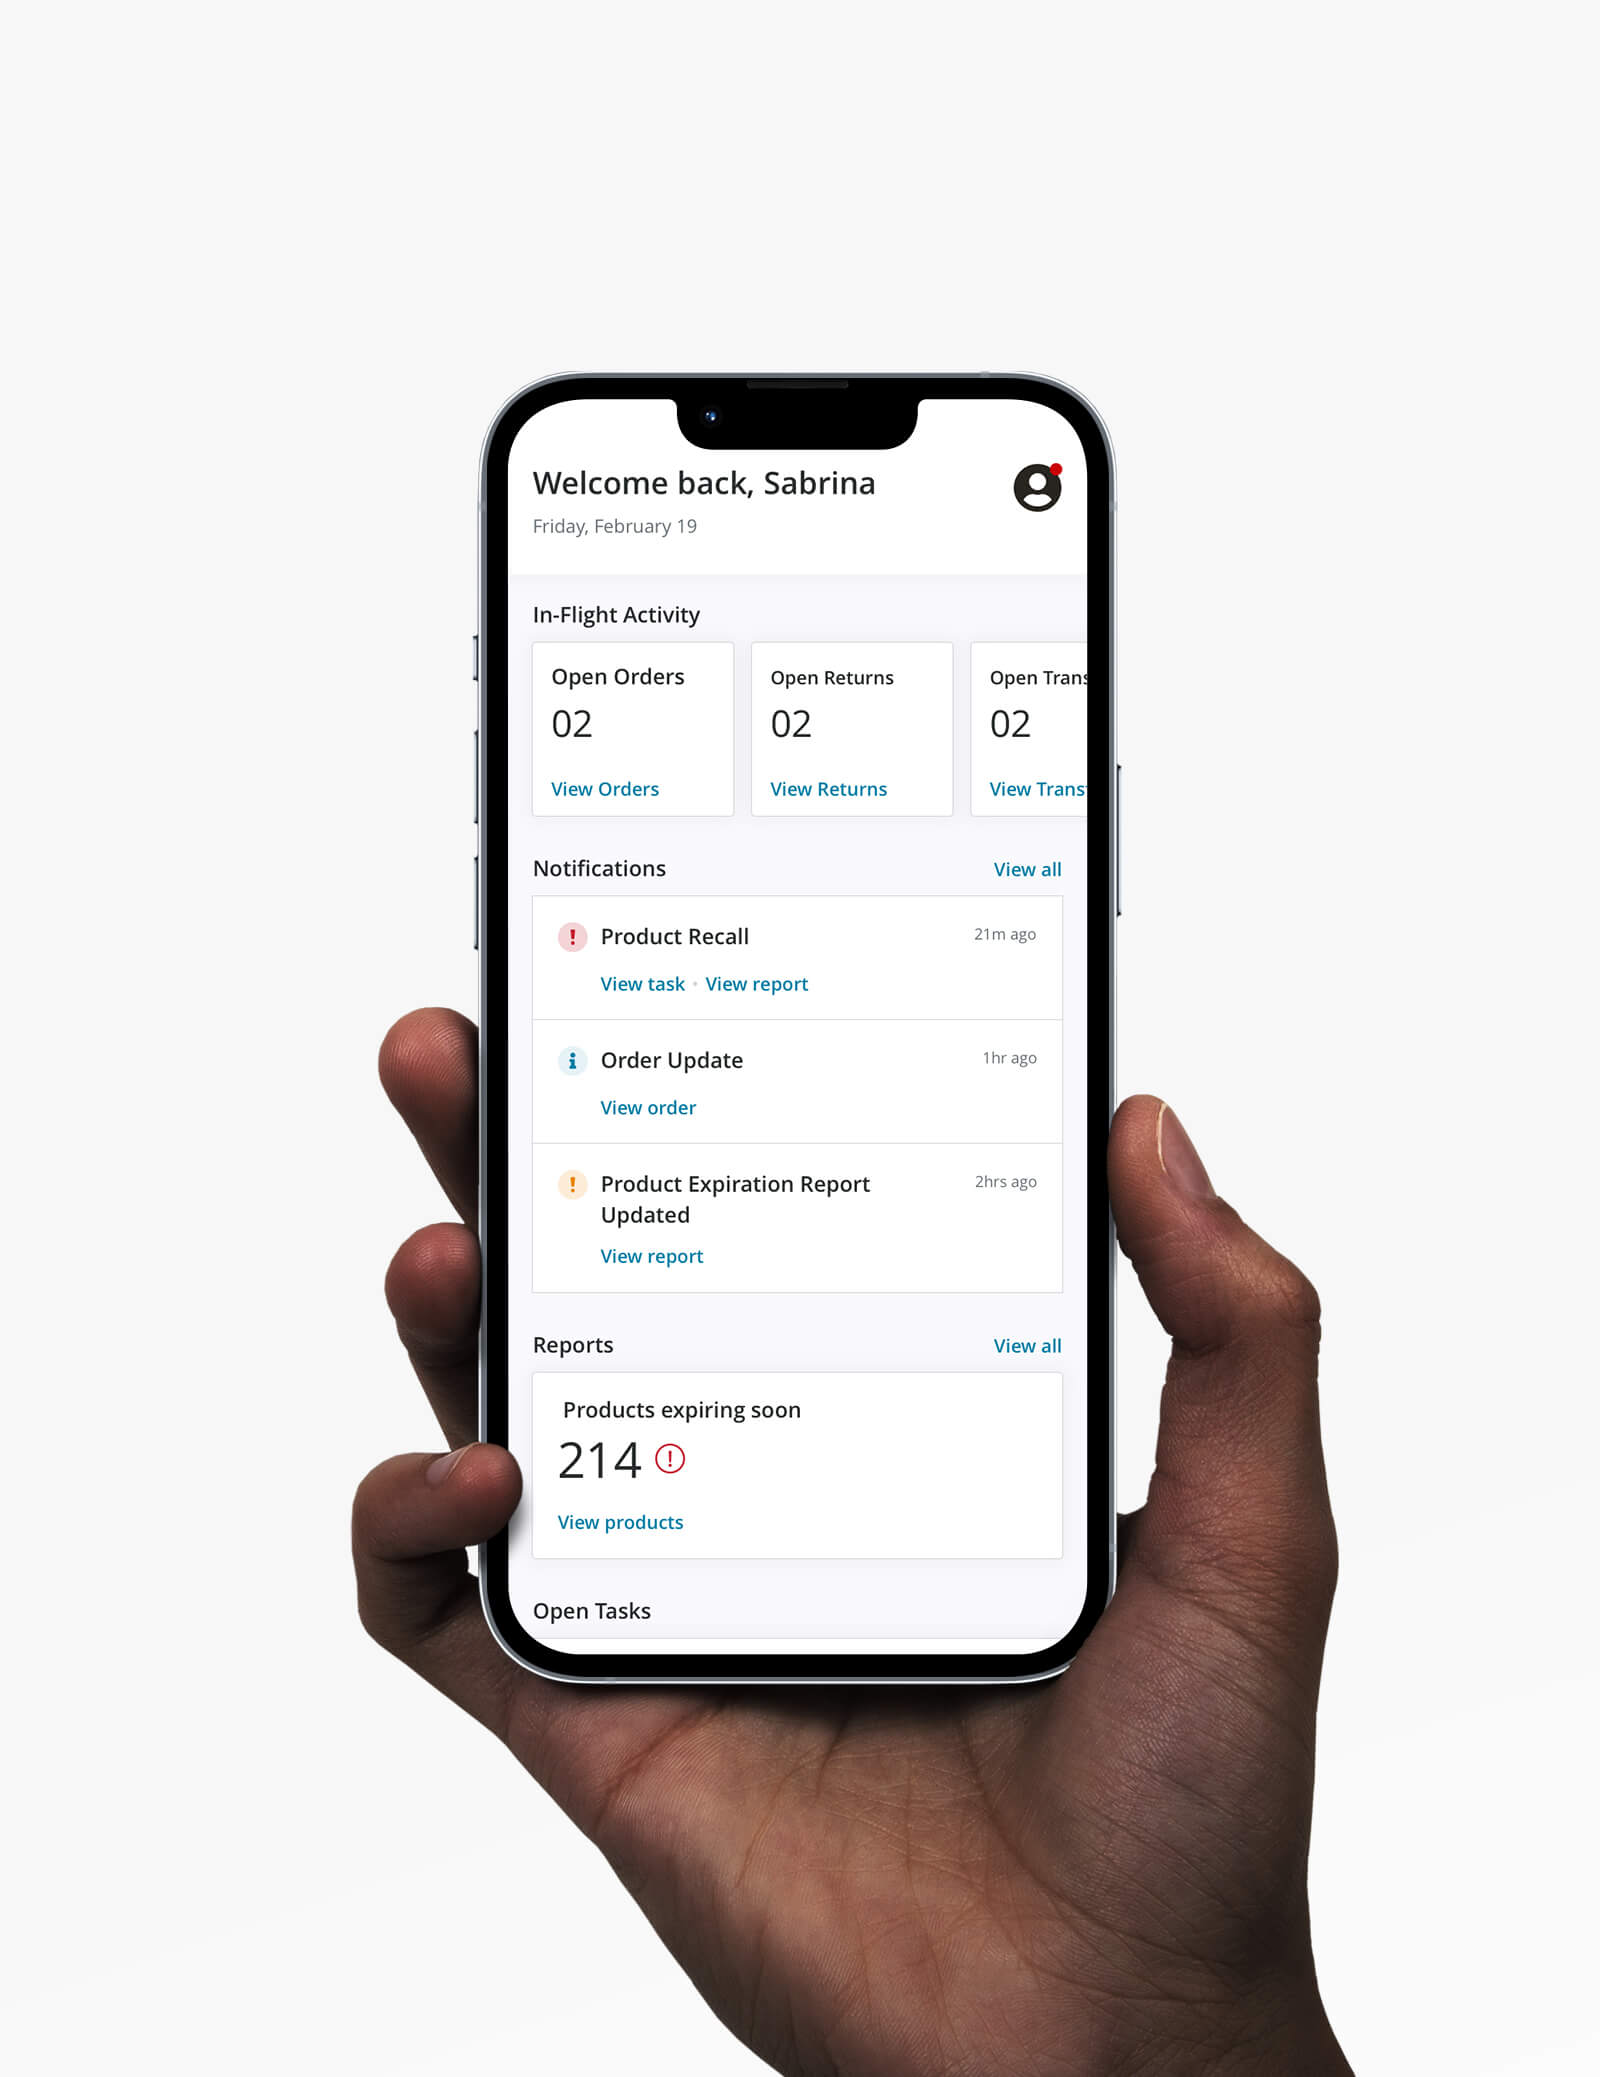 Welcome back, Sabrina
Friday, February 19
In-Flight Activity
Open Orders
02
View Orders
Open Returns
02
View Returns
Open Trans
02
View Trans
Notifications
View all
! Product Recall
21m ago
View task • View report
i Order Update
1hr ago
View order
! Product Expiration Report
Updated
2hrs ago
View report
Reports
View all
Products expiring soon
214 !
View products
Open Tasks